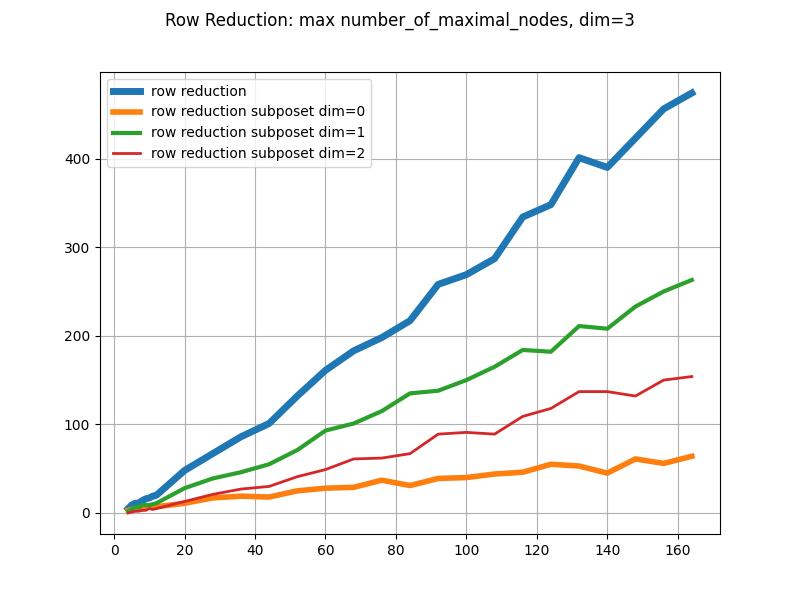 Row Reduction: max number_of_maximal_nodes, dim=3
row reduction
row reduction subposet dim=0
row reduction subposet dim=1
row reduction subposet dim=2
400
300
200
100
0
0 20 40 60 80 100 120 140 160